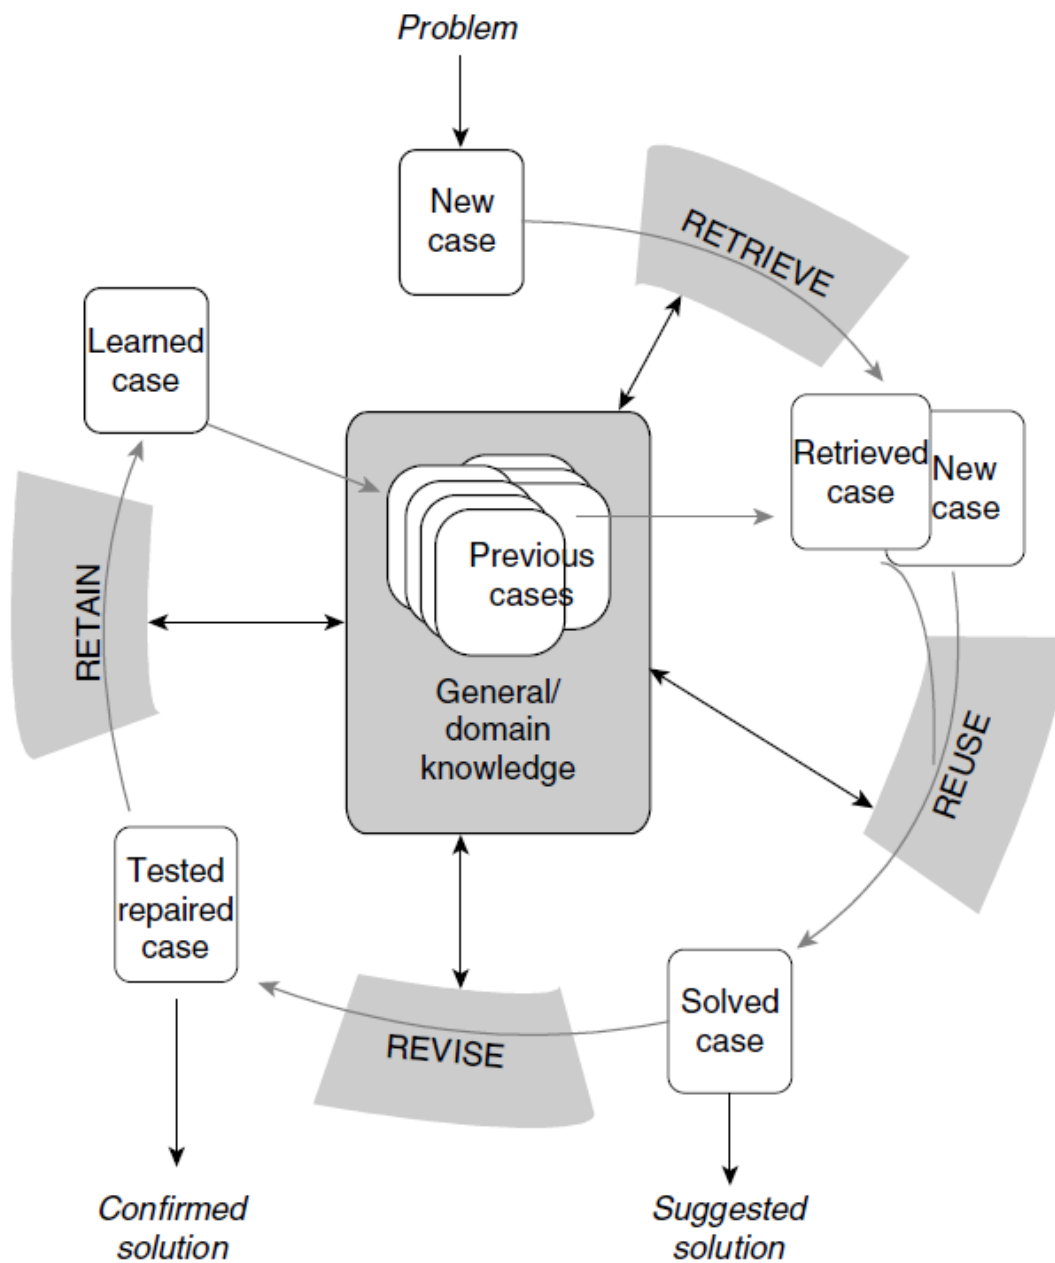 Problem
New
case
RETRIEVE
Learned
case
Retrieved
case
New
case
Previous
cases
RETAIN
General/
domain
knowledge
REUSE
Tested
repaired
case
Solved
case
REVISE
Confirmed
solution
Suggested
solution